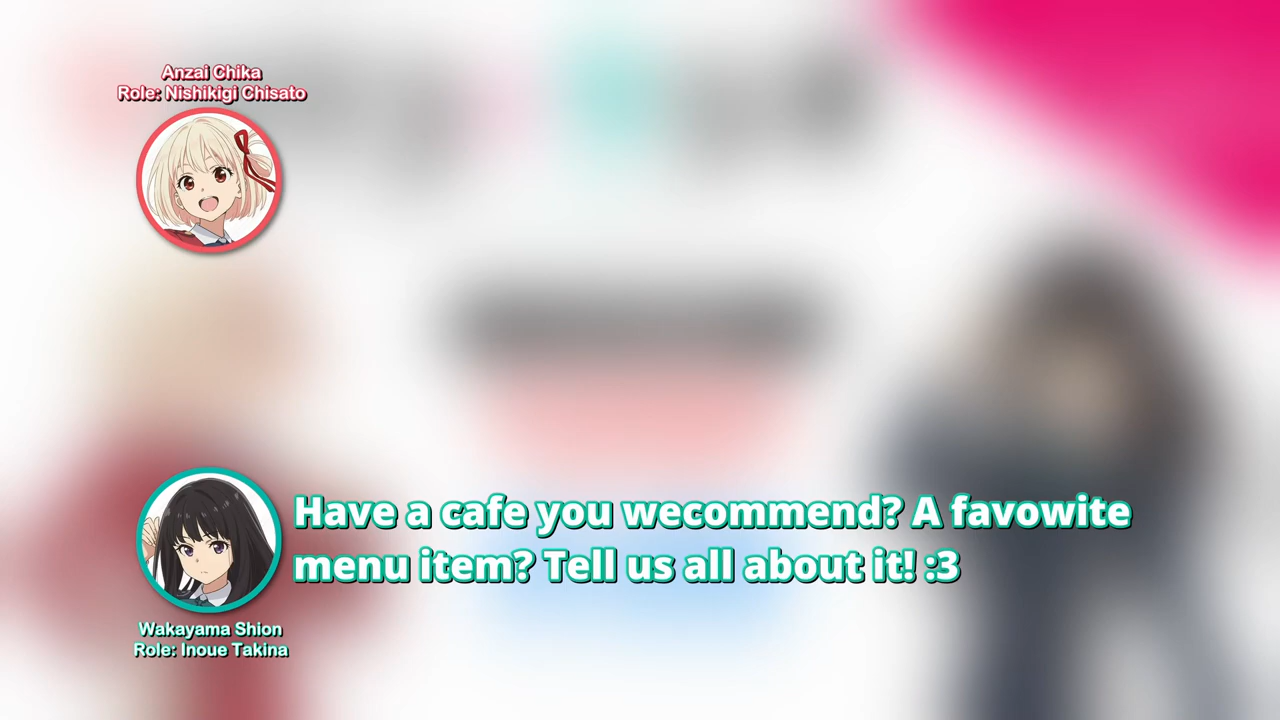 Anzai Chika
Role: Nishikigi Chisato
Have a cafe you wecommend? A favowite
menu item? Tell us all about it! :3
Wakayama Shion
Role: Inoue Takina